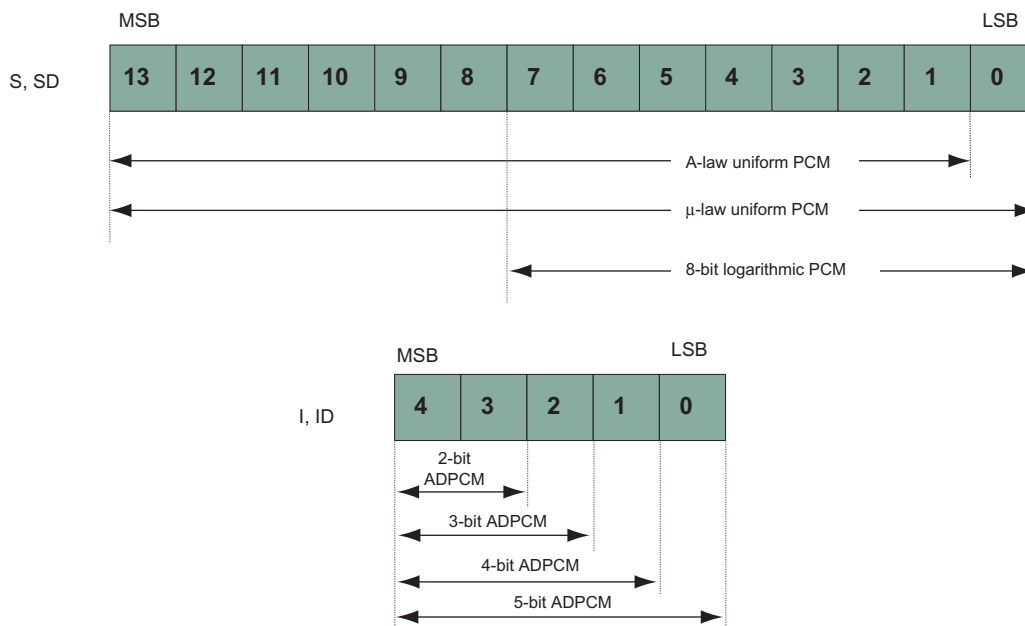 MSB LSB
S, SD 13 12 11 10 9 8 7 6 5 4 3 2 1 0
A-law uniform PCM
μ-law uniform PCM
8-bit logarithmic PCM
MSB LSB
I, ID 4 3 2 1 0
2-bit
ADPCM
3-bit ADPCM
4-bit ADPCM
5-bit ADPCM